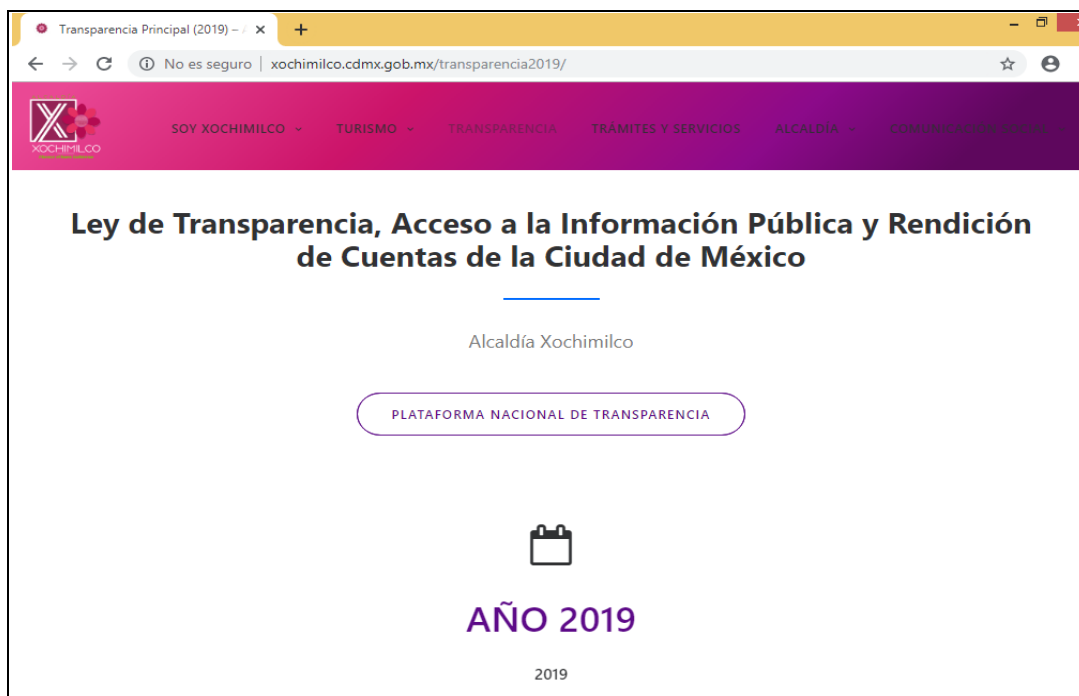 Transparencia Principal (2019) –
No es seguro | xochimilco.cdmx.gob.mx/transparencia2019/
XOCHIMILCO
SOY XOCHIMILCO TURISMO TRANSPARENCIA TRÁMITES Y SERVICIOS ALCALDÍA COMUNICACIÓN SOCIAL
Ley de Transparencia, Acceso a la Información Pública y Rendición
de Cuentas de la Ciudad de México
Alcaldía Xochimilco
PLATAFORMA NACIONAL DE TRANSPARENCIA
AÑO 2019
2019